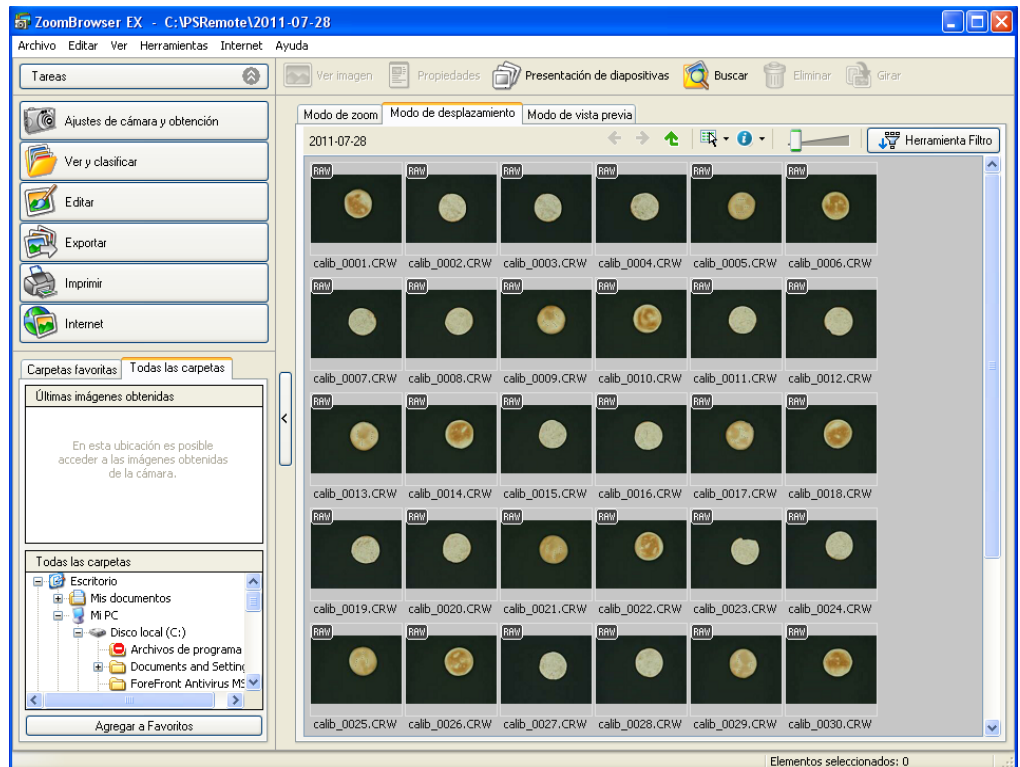 ZoomBrowser EX - C:\PSRemote\2011-07-28
Archivo Editar Ver Herramientas Internet Ayuda
Tareas
Ver imagen Propiedades Presentación de diapositivas Buscar Eliminar Girar
Ajustes de cámara y obtención
Ver y clasificar
Editar
Exportar
Imprimir
Internet
Modo de zoom Modo de desplazamiento Modo de vista previa
2011-07-28
Herramienta Filtro
RAW RAW RAW RAW RAW RAW
calib_0001.CRW calib_0002.CRW calib_0003.CRW calib_0004.CRW calib_0005.CRW calib_0006.CRW
RAW RAW RAW RAW RAW RAW
calib_0007.CRW calib_0008.CRW calib_0009.CRW calib_0010.CRW calib_0011.CRW calib_0012.CRW
RAW RAW RAW RAW RAW RAW
calib_0013.CRW calib_0014.CRW calib_0015.CRW calib_0016.CRW calib_0017.CRW calib_0018.CRW
RAW RAW RAW RAW RAW RAW
calib_0019.CRW calib_0020.CRW calib_0021.CRW calib_0022.CRW calib_0023.CRW calib_0024.CRW
RAW RAW RAW RAW RAW RAW
calib_0025.CRW calib_0026.CRW calib_0027.CRW calib_0028.CRW calib_0029.CRW calib_0030.CRW
Carpetas favoritas Todas las carpetas
Últimas imágenes obtenidas
En esta ubicación es posible
acceder a las imágenes obtenidas
de la cámara.
Todas las carpetas
Escritorio
Mis documentos
Mi PC
Disco local (C:)
Archivos de programa
Documents and Setting
ForeFront Antivirus MS
Agregar a Favoritos
Elementos seleccionados: 0